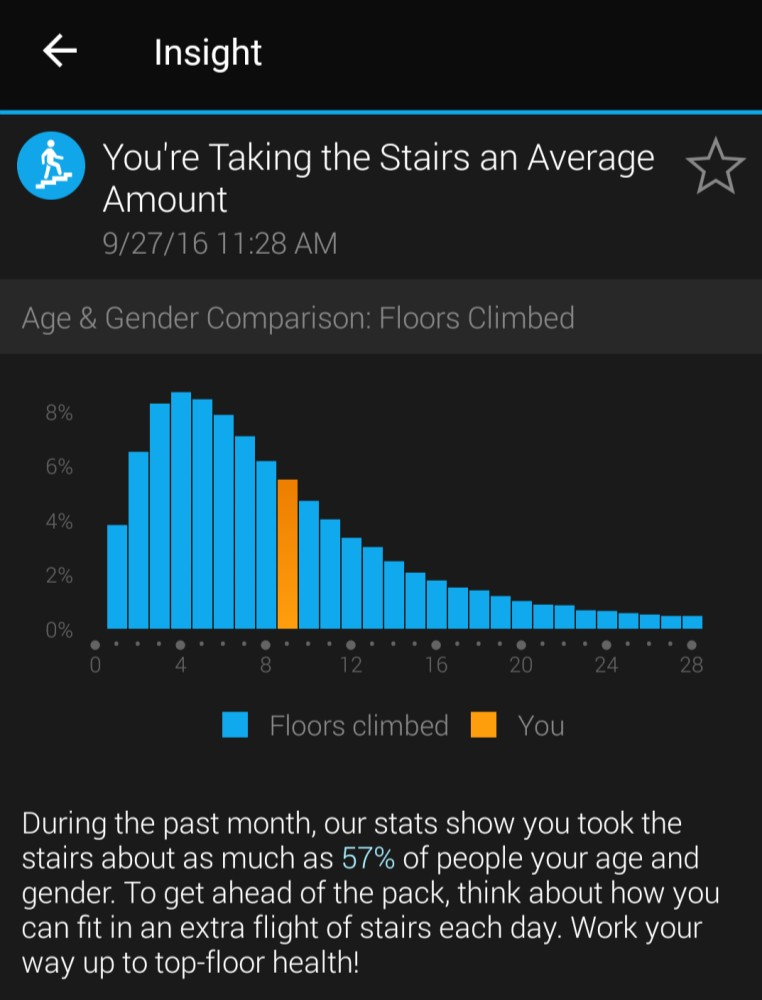 Insight
You're Taking the Stairs an Average
Amount
9/27/16 11:28 AM
Age & Gender Comparison: Floors Climbed
8%
6%
4%
2%
0%
0 4 8 12 16 20 24 28
Floors climbed You
During the past month, our stats show you took the
stairs about as much as 57% of people your age and
gender. To get ahead of the pack, think about how you
can fit in an extra flight of stairs each day. Work your
way up to top-floor health!